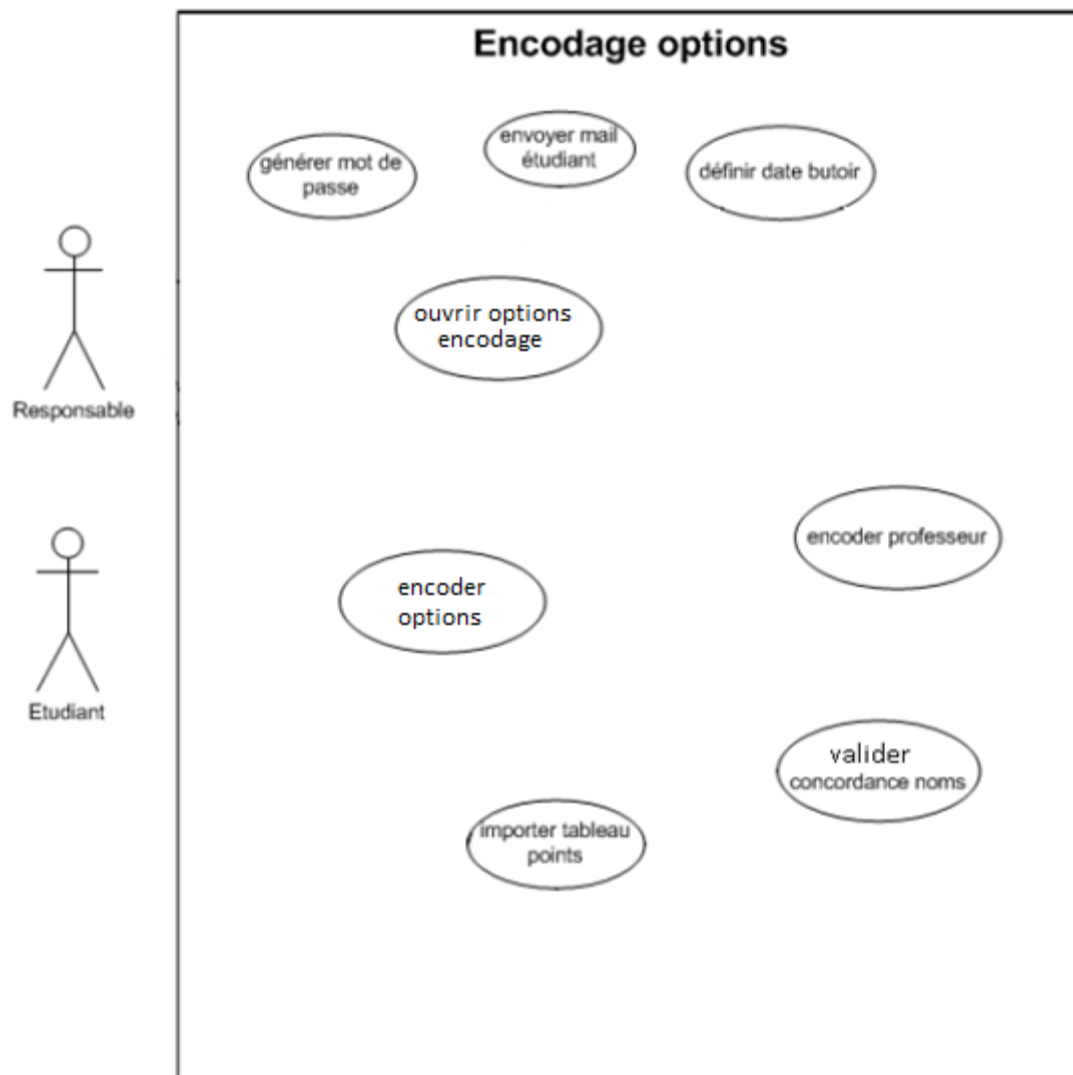 Encodage options
générer mot de
passe
envoyer mail
étudiant
définir date butoir
ouvrir options
encodage
Responsable
encoder professeur
encoder
options
Etudiant
valider
concordance noms
importer tableau
points